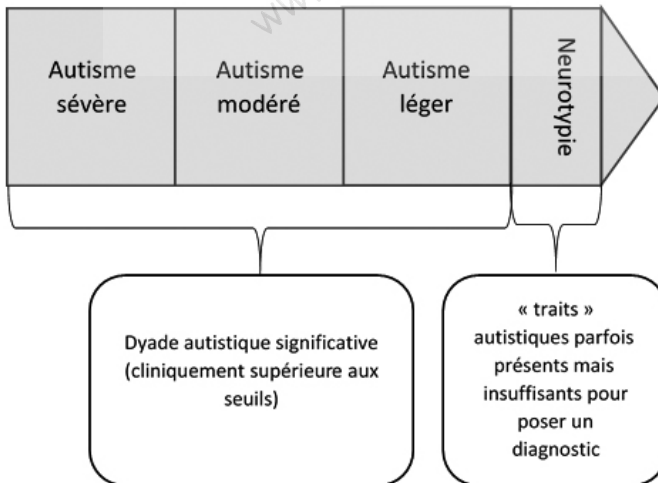 www.
Autisme
sévère
Autisme
modéré
Autisme
léger
Neurotypie
Dyade autistique significative
(cliniquement supérieure aux
seuils)
« traits »
autistiques parfois
présents mais
insuffisants pour
poser un
diagnostic